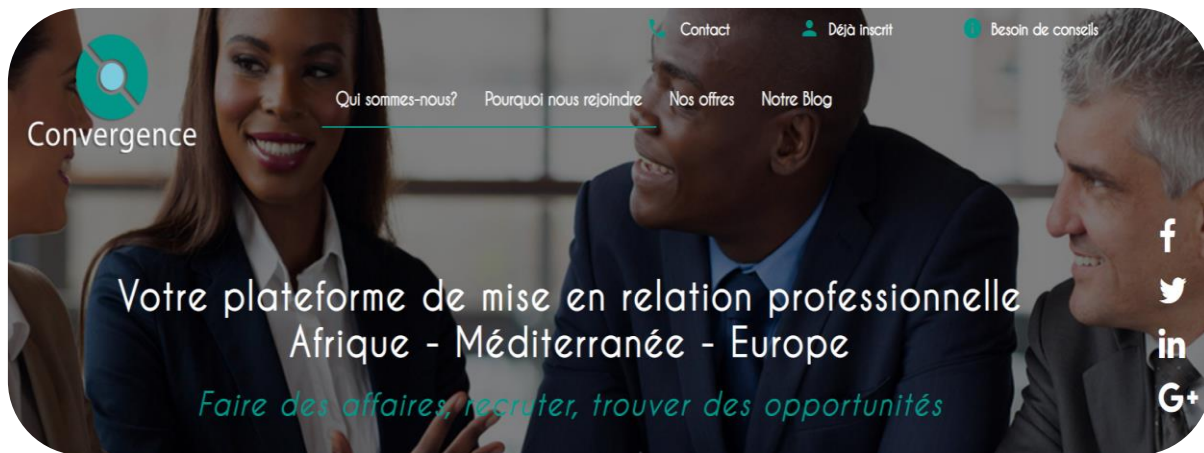 Contact
Déjà inscrit
Besoin de conseils
Convergence
Qui sommes-nous?
Pourquoi nous rejoindre
Nos offres
Notre Blog
Votre plateforme de mise en relation professionnelle
Afrique - Méditerranée - Europe
Faire des affaires, recruter, trouver des opportunités
f
in
G+